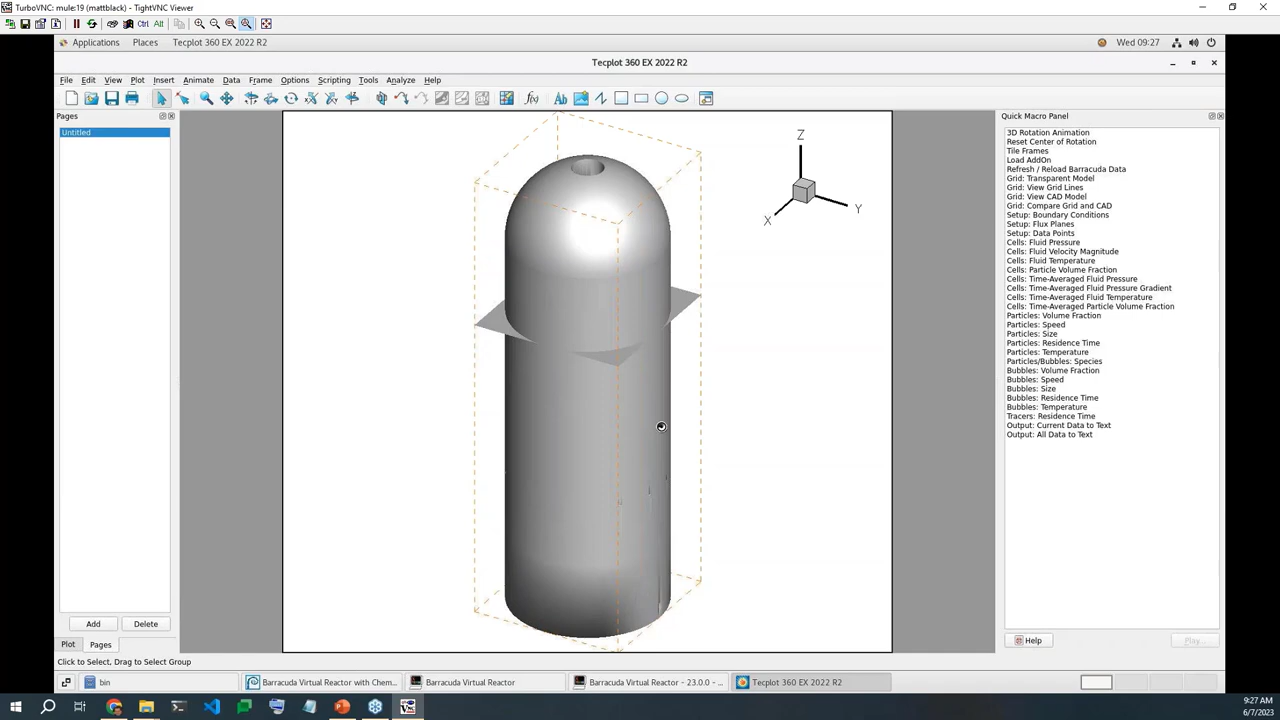 TurboVNC: mule:19 (mattblack) - TightVNC Viewer
Ctrl Alt
Applications Places Tecplot 360 EX 2022 R2 Wed 09:27
Tecplot 360 EX 2022 R2
File Edit View Plot Insert Animate Data Frame Options Scripting Tools Analyze Help
f(x) Ab
Pages
Untitled
Add Delete
Plot Pages
Z
X
Y
Quick Macro Panel
3D Rotation Animation
Reset Center of Rotation
Tile Frames
Load AddOn
Refresh / Reload Barracuda Data
Grid: Transparent Model
Grid: View Grid Lines
Grid: View CAD Model
Grid: Compare Grid and CAD
Setup: Boundary Conditions
Setup: Flux Planes
Setup: Data Points
Cells: Fluid Pressure
Cells: Fluid Velocity Magnitude
Cells: Fluid Temperature
Cells: Particle Volume Fraction
Cells: Time-Averaged Fluid Pressure
Cells: Time-Averaged Fluid Pressure Gradient
Cells: Time-Averaged Fluid Temperature
Cells: Time-Averaged Particle Volume Fraction
Particles: Volume Fraction
Particles: Speed
Particles: Size
Particles: Residence Time
Particles: Temperature
Particles/Bubbles: Species
Bubbles: Volume Fraction
Bubbles: Speed
Bubbles: Size
Bubbles: Residence Time
Bubbles: Temperature
Tracers: Residence Time
Output: Current Data to Text
Output: All Data to Text
Help Play...
Click to Select, Drag to Select Group
bin Barracuda Virtual Reactor with Chem... Barracuda Virtual Reactor Barracuda Virtual Reactor - 23.0.0 - ... Tecplot 360 EX 2022 R2
9:27 AM
6/7/2023